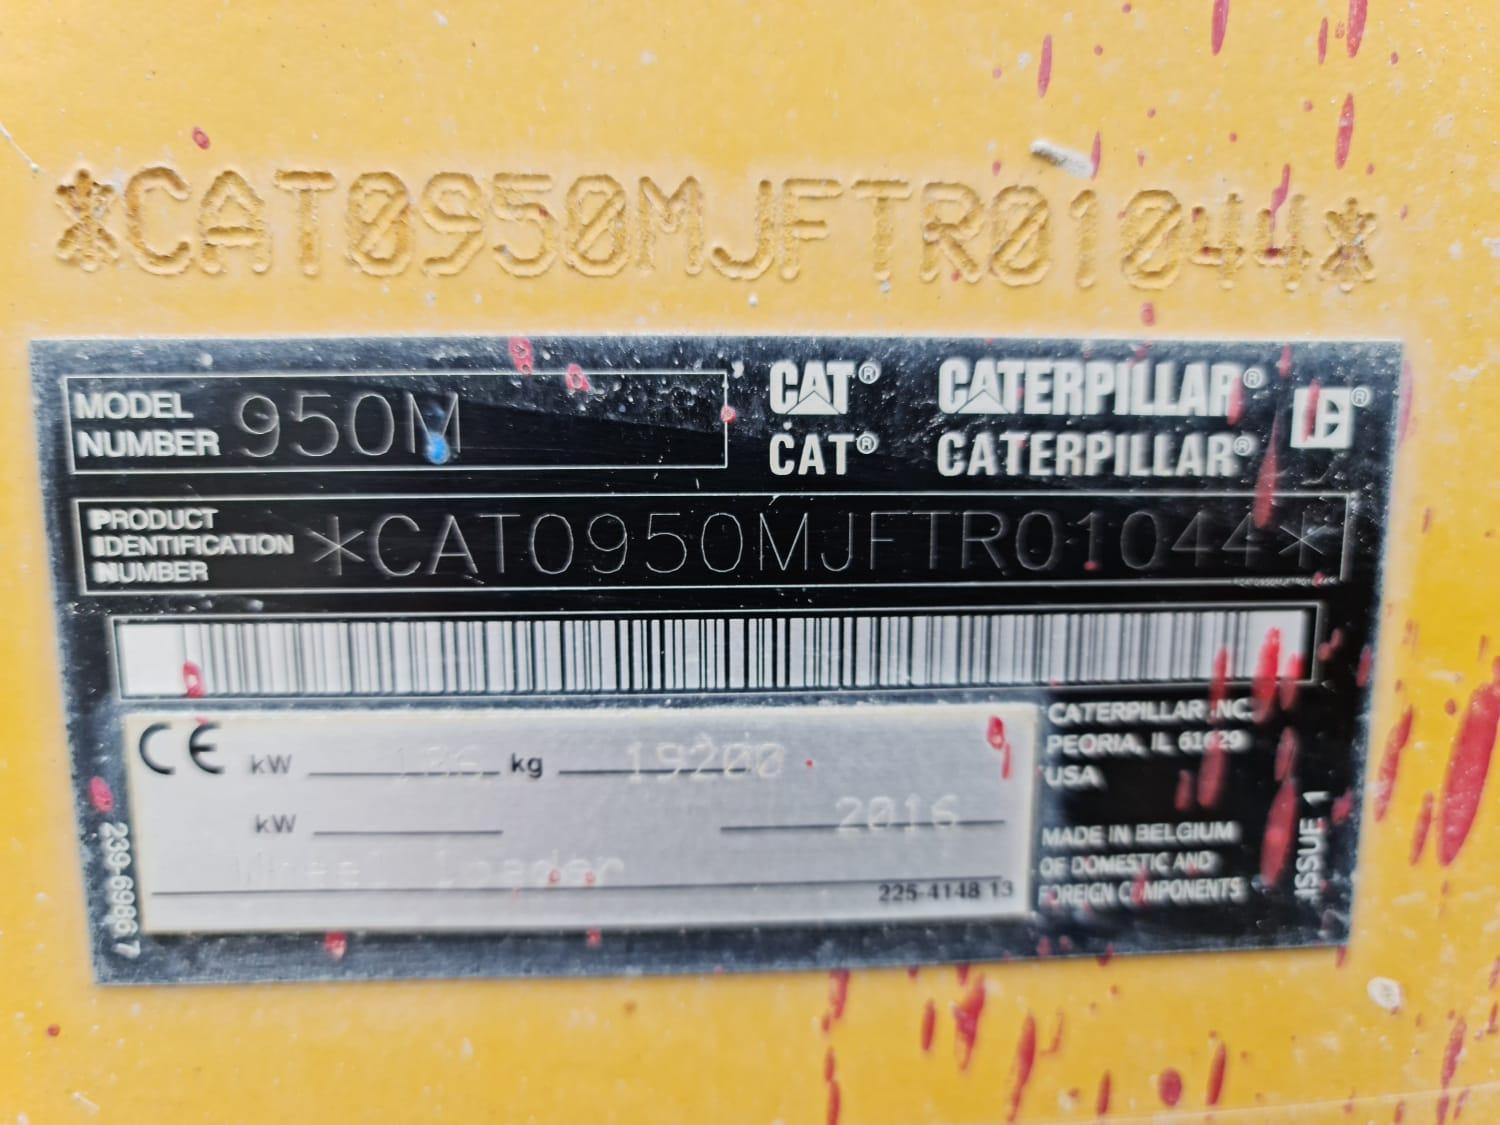 *CAT0950MJFTR01044*
MODEL NUMBER 950M
CAT® CATERPILLAR®
CAT® CATERPILLAR®
PRODUCT IDENTIFICATION NUMBER *CAT0950MJFTR01044*
*CAT0950MJFTR01044*
CE kW 186 kg 19200
kW 2016
Wheel Loader
225-4148 13
239-6986 7
CATERPILLAR INC.
PEORIA, IL 61629
USA
MADE IN BELGIUM
OF DOMESTIC AND
FOREIGN COMPONENTS
ISSUE 1